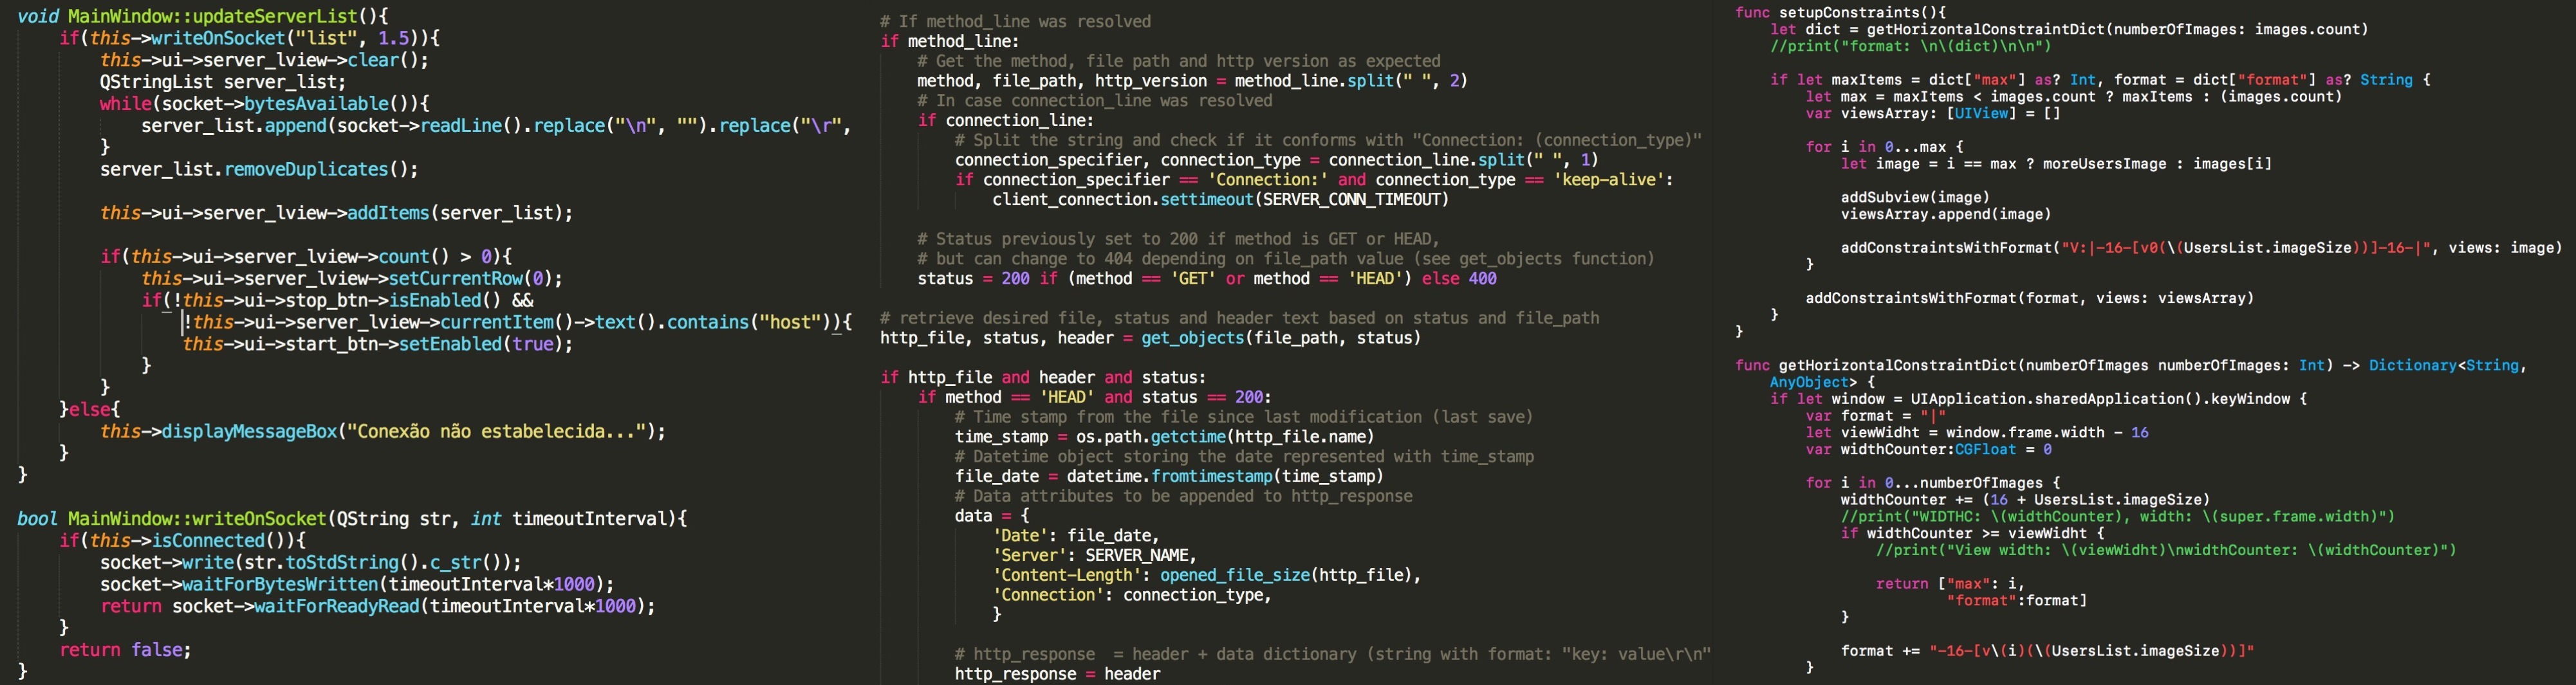 void MainWindow::updateServerList(){
if(this->writeOnSocket("list", 1.5)){
this->ui->server_lview->clear();
QStringList server_list;
while(socket->bytesAvailable()){
server_list.append(socket->readLine().replace("\n", "").replace("\r",
}
server_list.removeDuplicates();
this->ui->server_lview->addItems(server_list);
if(this->ui->server_lview->count() > 0){
this->ui->server_lview->setCurrentRow(0);
if(!this->ui->stop_btn->isEnabled() &&
!this->ui->server_lview->currentItem()->text().contains("host")){
this->ui->start_btn->setEnabled(true);
}
}
}else{
this->displayMessageBox("Conexão não estabelecida...");
}
}
bool MainWindow::writeOnSocket(QString str, int timeoutInterval){
if(this->isConnected()){
socket->write(str.toStdString().c_str());
socket->waitForBytesWritten(timeoutInterval*1000);
return socket->waitForReadyRead(timeoutInterval*1000);
}
return false;
}
# If method_line was resolved
if method_line:
# Get the method, file path and http version as expected
method, file_path, http_version = method_line.split(" ", 2)
# In case connection_line was resolved
if connection_line:
# Split the string and check if it conforms with "Connection: (connection_type)"
connection_specifier, connection_type = connection_line.split(" ", 1)
if connection_specifier == 'Connection:' and connection_type == 'keep-alive':
client_connection.settimeout(SERVER_CONN_TIMEOUT)
# Status previously set to 200 if method is GET or HEAD,
# but can change to 404 depending on file_path value (see get_objects function)
status = 200 if (method == 'GET' or method == 'HEAD') else 400
# retrieve desired file, status and header text based on status and file_path
http_file, status, header = get_objects(file_path, status)
if http_file and header and status:
if method == 'HEAD' and status == 200:
# Time stamp from the file since last modification (last save)
time_stamp = os.path.getctime(http_file.name)
# Datetime object storing the date represented with time_stamp
file_date = datetime.fromtimestamp(time_stamp)
# Data attributes to be appended to http_response
data = {
'Date': file_date,
'Server': SERVER_NAME,
'Content-Length': opened_file_size(http_file),
'Connection': connection_type,
}
# http_response  = header + data dictionary (string with format: "key: value\r\n"
http_response = header
func setupConstraints(){
let dict = getHorizontalConstraintDict(numberOfImages: images.count)
//print("format: \n\(dict)\n\n")
if let maxItems = dict["max"] as? Int, format = dict["format"] as? String {
let max = maxItems < images.count ? maxItems : (images.count)
var viewsArray: [UIView] = []
for i in 0...max {
let image = i == max ? moreUsersImage : images[i]
addSubview(image)
viewsArray.append(image)
addConstraintsWithFormat("V:|-16-[v0(\(UsersList.imageSize))]-16-|", views: image)
}
addConstraintsWithFormat(format, views: viewsArray)
}
}
func getHorizontalConstraintDict(numberOfImages numberOfImages: Int) -> Dictionary<String,
AnyObject> {
if let window = UIApplication.sharedApplication().keyWindow {
var format = "|"
let viewWidht = window.frame.width - 16
var widthCounter:CGFloat = 0
for i in 0...numberOfImages {
widthCounter += (16 + UsersList.imageSize)
//print("WIDTHC: \(widthCounter), width: \(super.frame.width)")
if widthCounter >= viewWidht {
//print("View width: \(viewWidht)\nwidthCounter: \(widthCounter)")
return ["max": i,
"format":format]
}
format += "-16-[v\(i)(\(UsersList.imageSize))]"
}